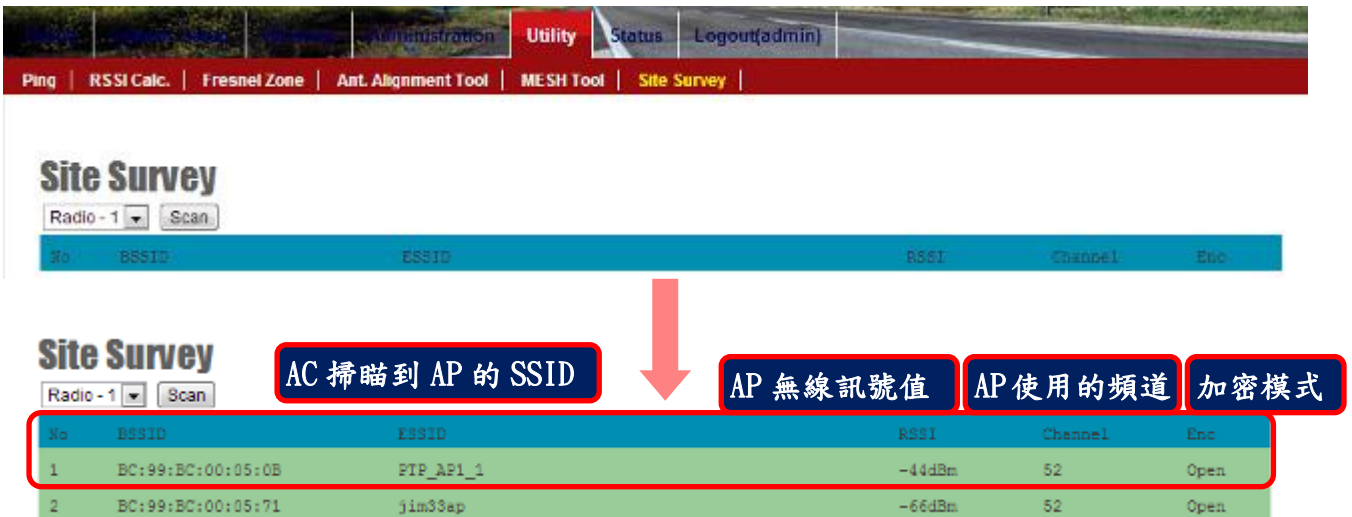 Administration Utility Status Logout(admin)
Ping | RSSI Calc. | Fresnel Zone | Ant. Alignment Tool | MESH Tool | Site Survey |
Site Survey
Radio - 1 Scan
No BSSID ESSID RSSI Channel Enc
Site Survey
AC 掃瞄到 AP 的 SSID
AP 無線訊號值
AP 使用的頻道
加密模式
Radio - 1 Scan
No BSSID ESSID RSSI Channel Enc
1 BC:99:BC:00:05:0B PTP_AP1_1 -44dBm 52 Open
2 BC:99:BC:00:05:71 jim33ap -66dBm 52 Open